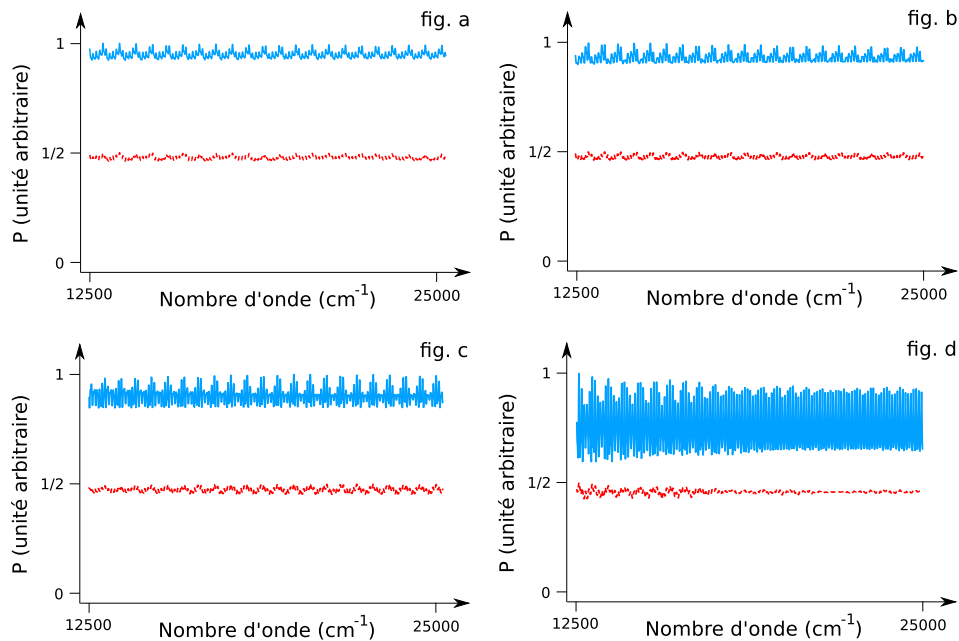 fig. a
1
1/2
0
P (unité arbitraire)
12500
25000
Nombre d'onde (cm-1)
fig. b
1
1/2
0
P (unité arbitraire)
12500
25000
Nombre d'onde (cm-1)
fig. c
1
1/2
0
P (unité arbitraire)
12500
25000
Nombre d'onde (cm-1)
fig. d
1
1/2
0
P (unité arbitraire)
12500
25000
Nombre d'onde (cm-1)